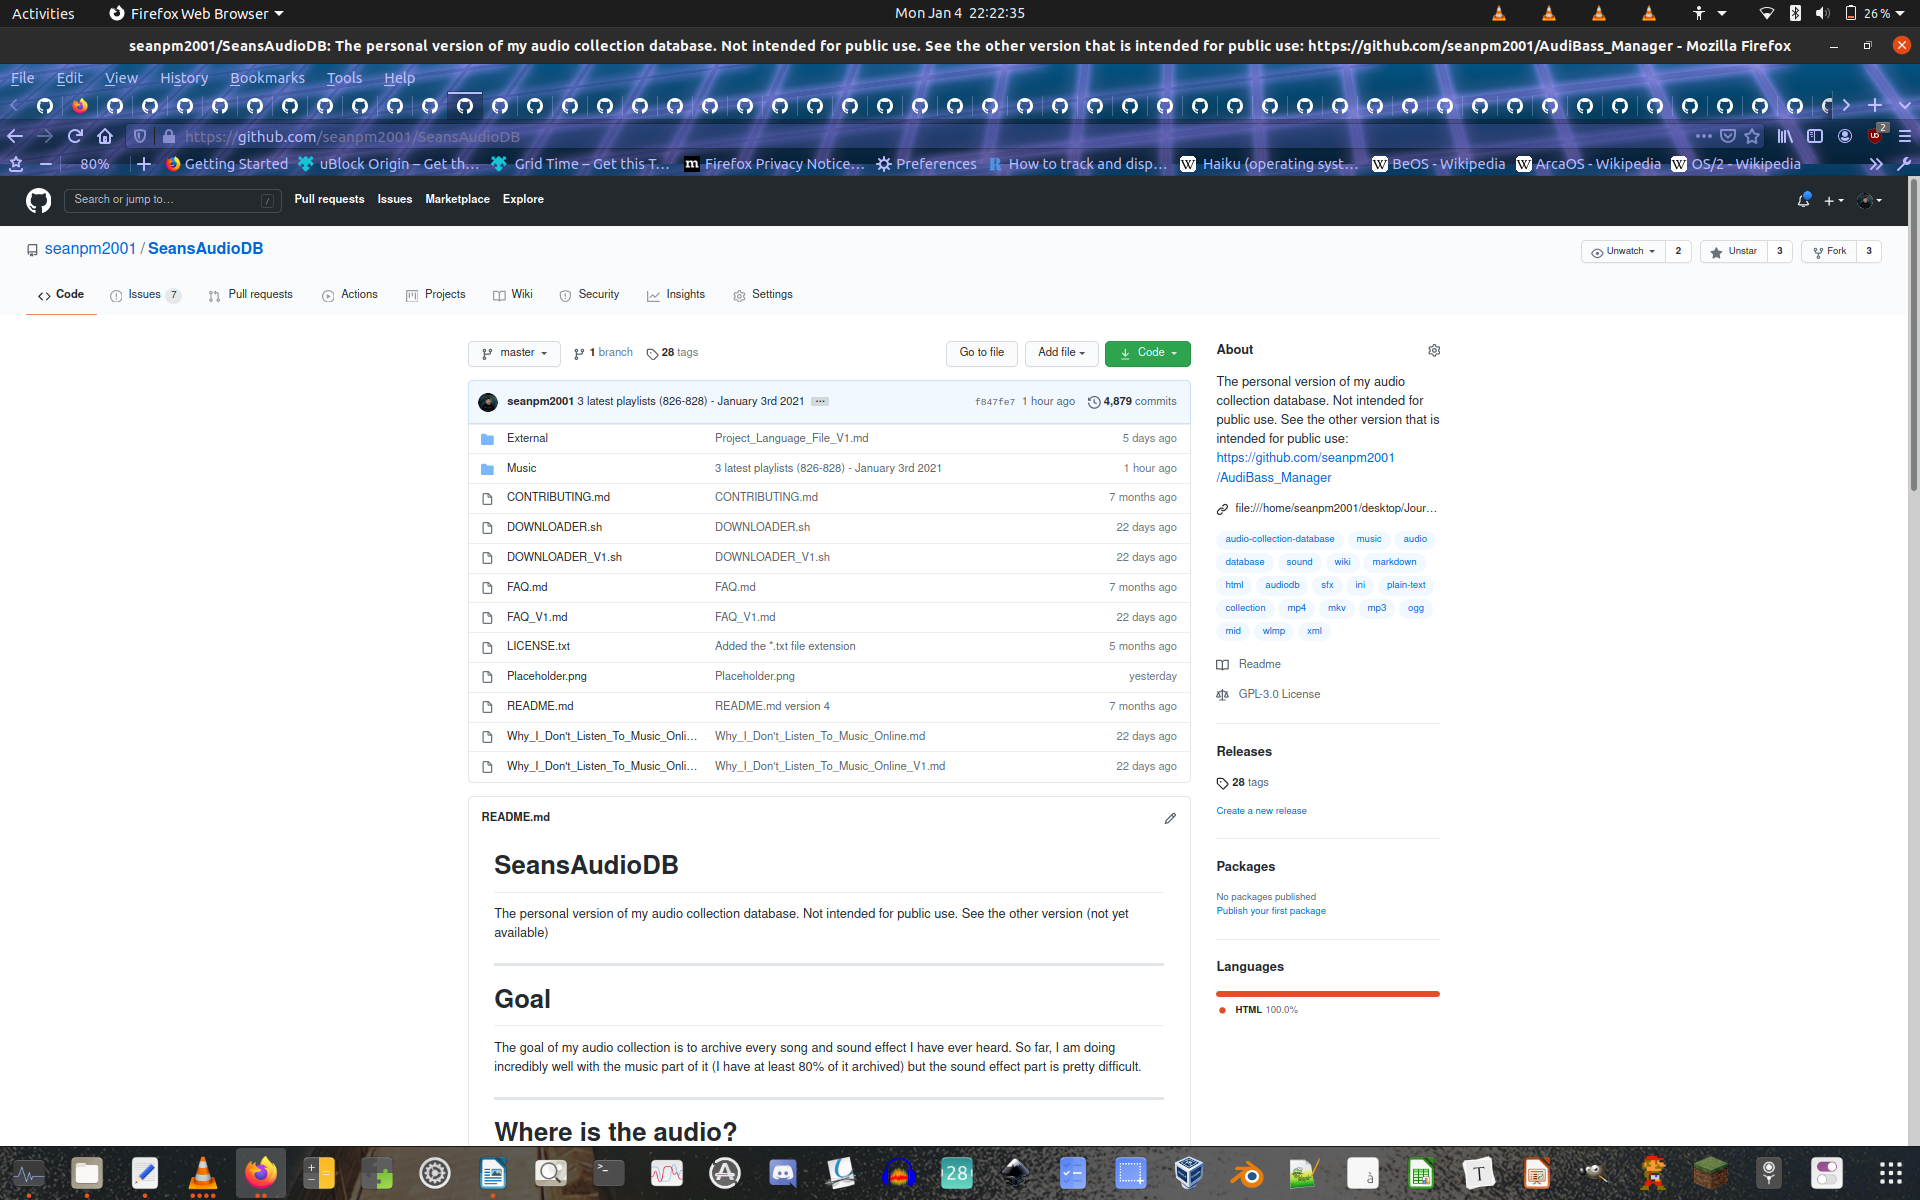 Activities
Firefox Web Browser
Mon Jan 4 22:22:35
26 %
seanpm2001/SeansAudioDB: The personal version of my audio collection database. Not intended for public use. See the other version that is intended for public use: https://github.com/seanpm2001/AudiBass_Manager - Mozilla Firefox
File Edit View History Bookmarks Tools Help
https://github.com/seanpm2001/SeansAudioDB
2
80%
Getting Started
uBlock Origin – Get th…
Grid Time – Get this T…
Firefox Privacy Notice…
Preferences
How to track and disp…
Haiku (operating syst…
BeOS - Wikipedia
ArcaOS - Wikipedia
OS/2 - Wikipedia
Search or jump to…
/
Pull requests Issues Marketplace Explore
seanpm2001 / SeansAudioDB
Unwatch 2
Unstar 3
Fork 3
Code
Issues 7
Pull requests
Actions
Projects
Wiki
Security
Insights
Settings
master
1 branch
28 tags
Go to file
Add file
Code
seanpm2001 3 latest playlists (826-828) - January 3rd 2021 … f847fe7 1 hour ago 4,879 commits
External Project_Language_File_V1.md 5 days ago
Music 3 latest playlists (826-828) - January 3rd 2021 1 hour ago
CONTRIBUTING.md CONTRIBUTING.md 7 months ago
DOWNLOADER.sh DOWNLOADER.sh 22 days ago
DOWNLOADER_V1.sh DOWNLOADER_V1.sh 22 days ago
FAQ.md FAQ.md 7 months ago
FAQ_V1.md FAQ_V1.md 22 days ago
LICENSE.txt Added the *.txt file extension 5 months ago
Placeholder.png Placeholder.png yesterday
README.md README.md version 4 7 months ago
Why_I_Don't_Listen_To_Music_Onli… Why_I_Don't_Listen_To_Music_Online.md 22 days ago
Why_I_Don't_Listen_To_Music_Onli… Why_I_Don't_Listen_To_Music_Online_V1.md 22 days ago
README.md
SeansAudioDB
The personal version of my audio collection database. Not intended for public use. See the other version (not yet
available)
Goal
The goal of my audio collection is to archive every song and sound effect I have ever heard. So far, I am doing
incredibly well with the music part of it (I have at least 80% of it archived) but the sound effect part is pretty difficult.
Where is the audio?
About
The personal version of my audio
collection database. Not intended for
public use. See the other version that is
intended for public use:
https://github.com/seanpm2001
/AudiBass_Manager
file:///home/seanpm2001/desktop/Jour…
audio-collection-database music audio
database sound wiki markdown
html audiodb sfx ini plain-text
collection mp4 mkv mp3 ogg
mid wlmp xml
Readme
GPL-3.0 License
Releases
28 tags
Create a new release
Packages
No packages published
Publish your first package
Languages
HTML 100.0%
28